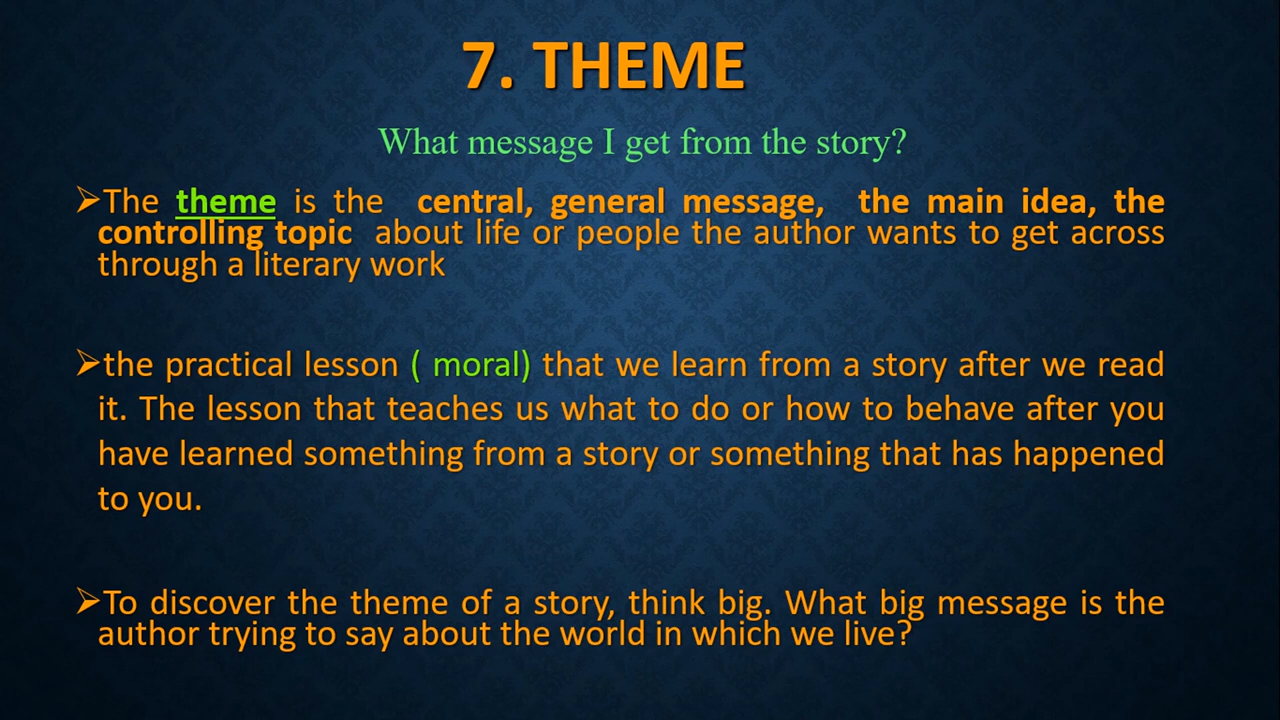 7. THEME
What message I get from the story?
➢The theme is the central, general message, the main idea, the
controlling topic about life or people the author wants to get across
through a literary work
➢the practical lesson ( moral) that we learn from a story after we read
it. The lesson that teaches us what to do or how to behave after you
have learned something from a story or something that has happened
to you.
➢To discover the theme of a story, think big. What big message is the
author trying to say about the world in which we live?